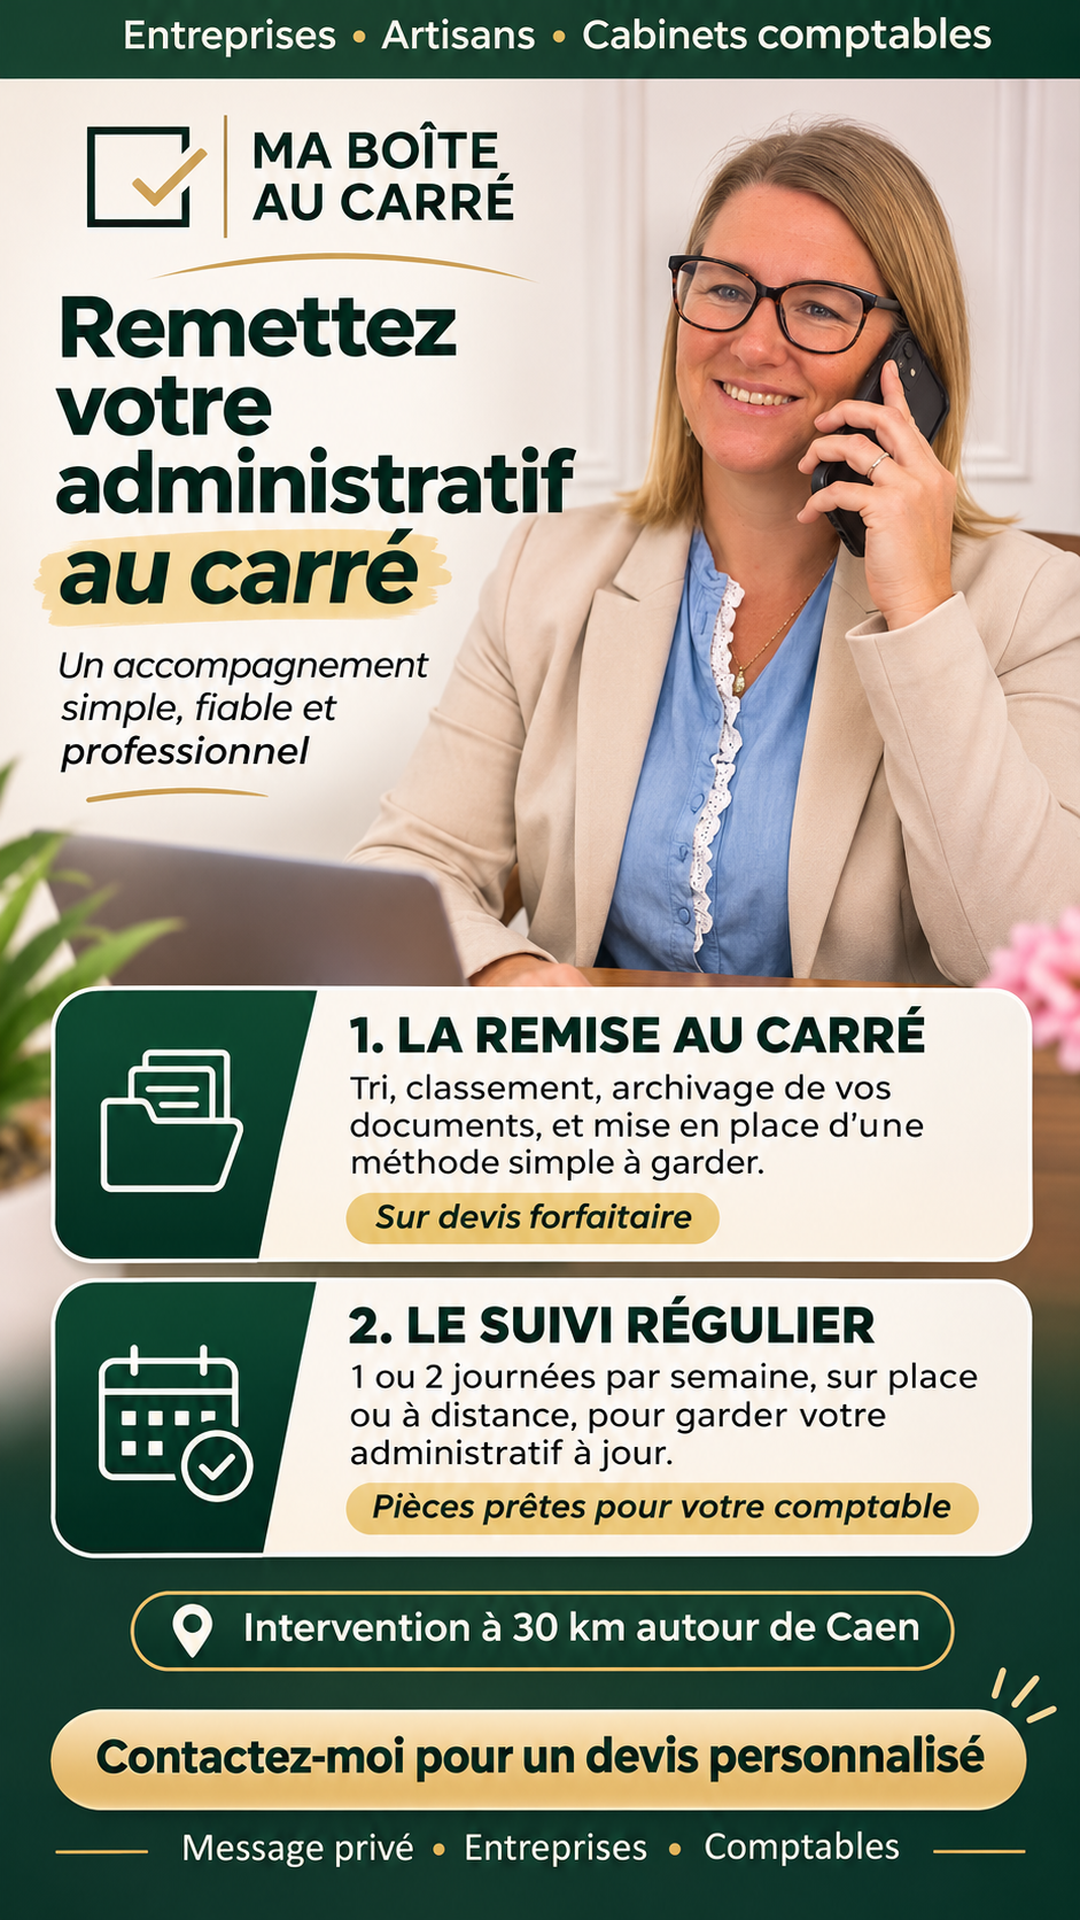 Entreprises • Artisans • Cabinets comptables
MA BOÎTE
AU CARRÉ
Remettez
votre
administratif
au carré
Un accompagnement
simple, fiable et
professionnel
1. LA REMISE AU CARRÉ
Tri, classement, archivage de vos
documents, et mise en place d'une
méthode simple à garder.
Sur devis forfaitaire
2. LE SUIVI RÉGULIER
1 ou 2 journées par semaine, sur place
ou à distance, pour garder votre
administratif à jour.
Pièces prêtes pour votre comptable
Intervention à 30 km autour de Caen
Contactez-moi pour un devis personnalisé
Message privé • Entreprises • Comptables